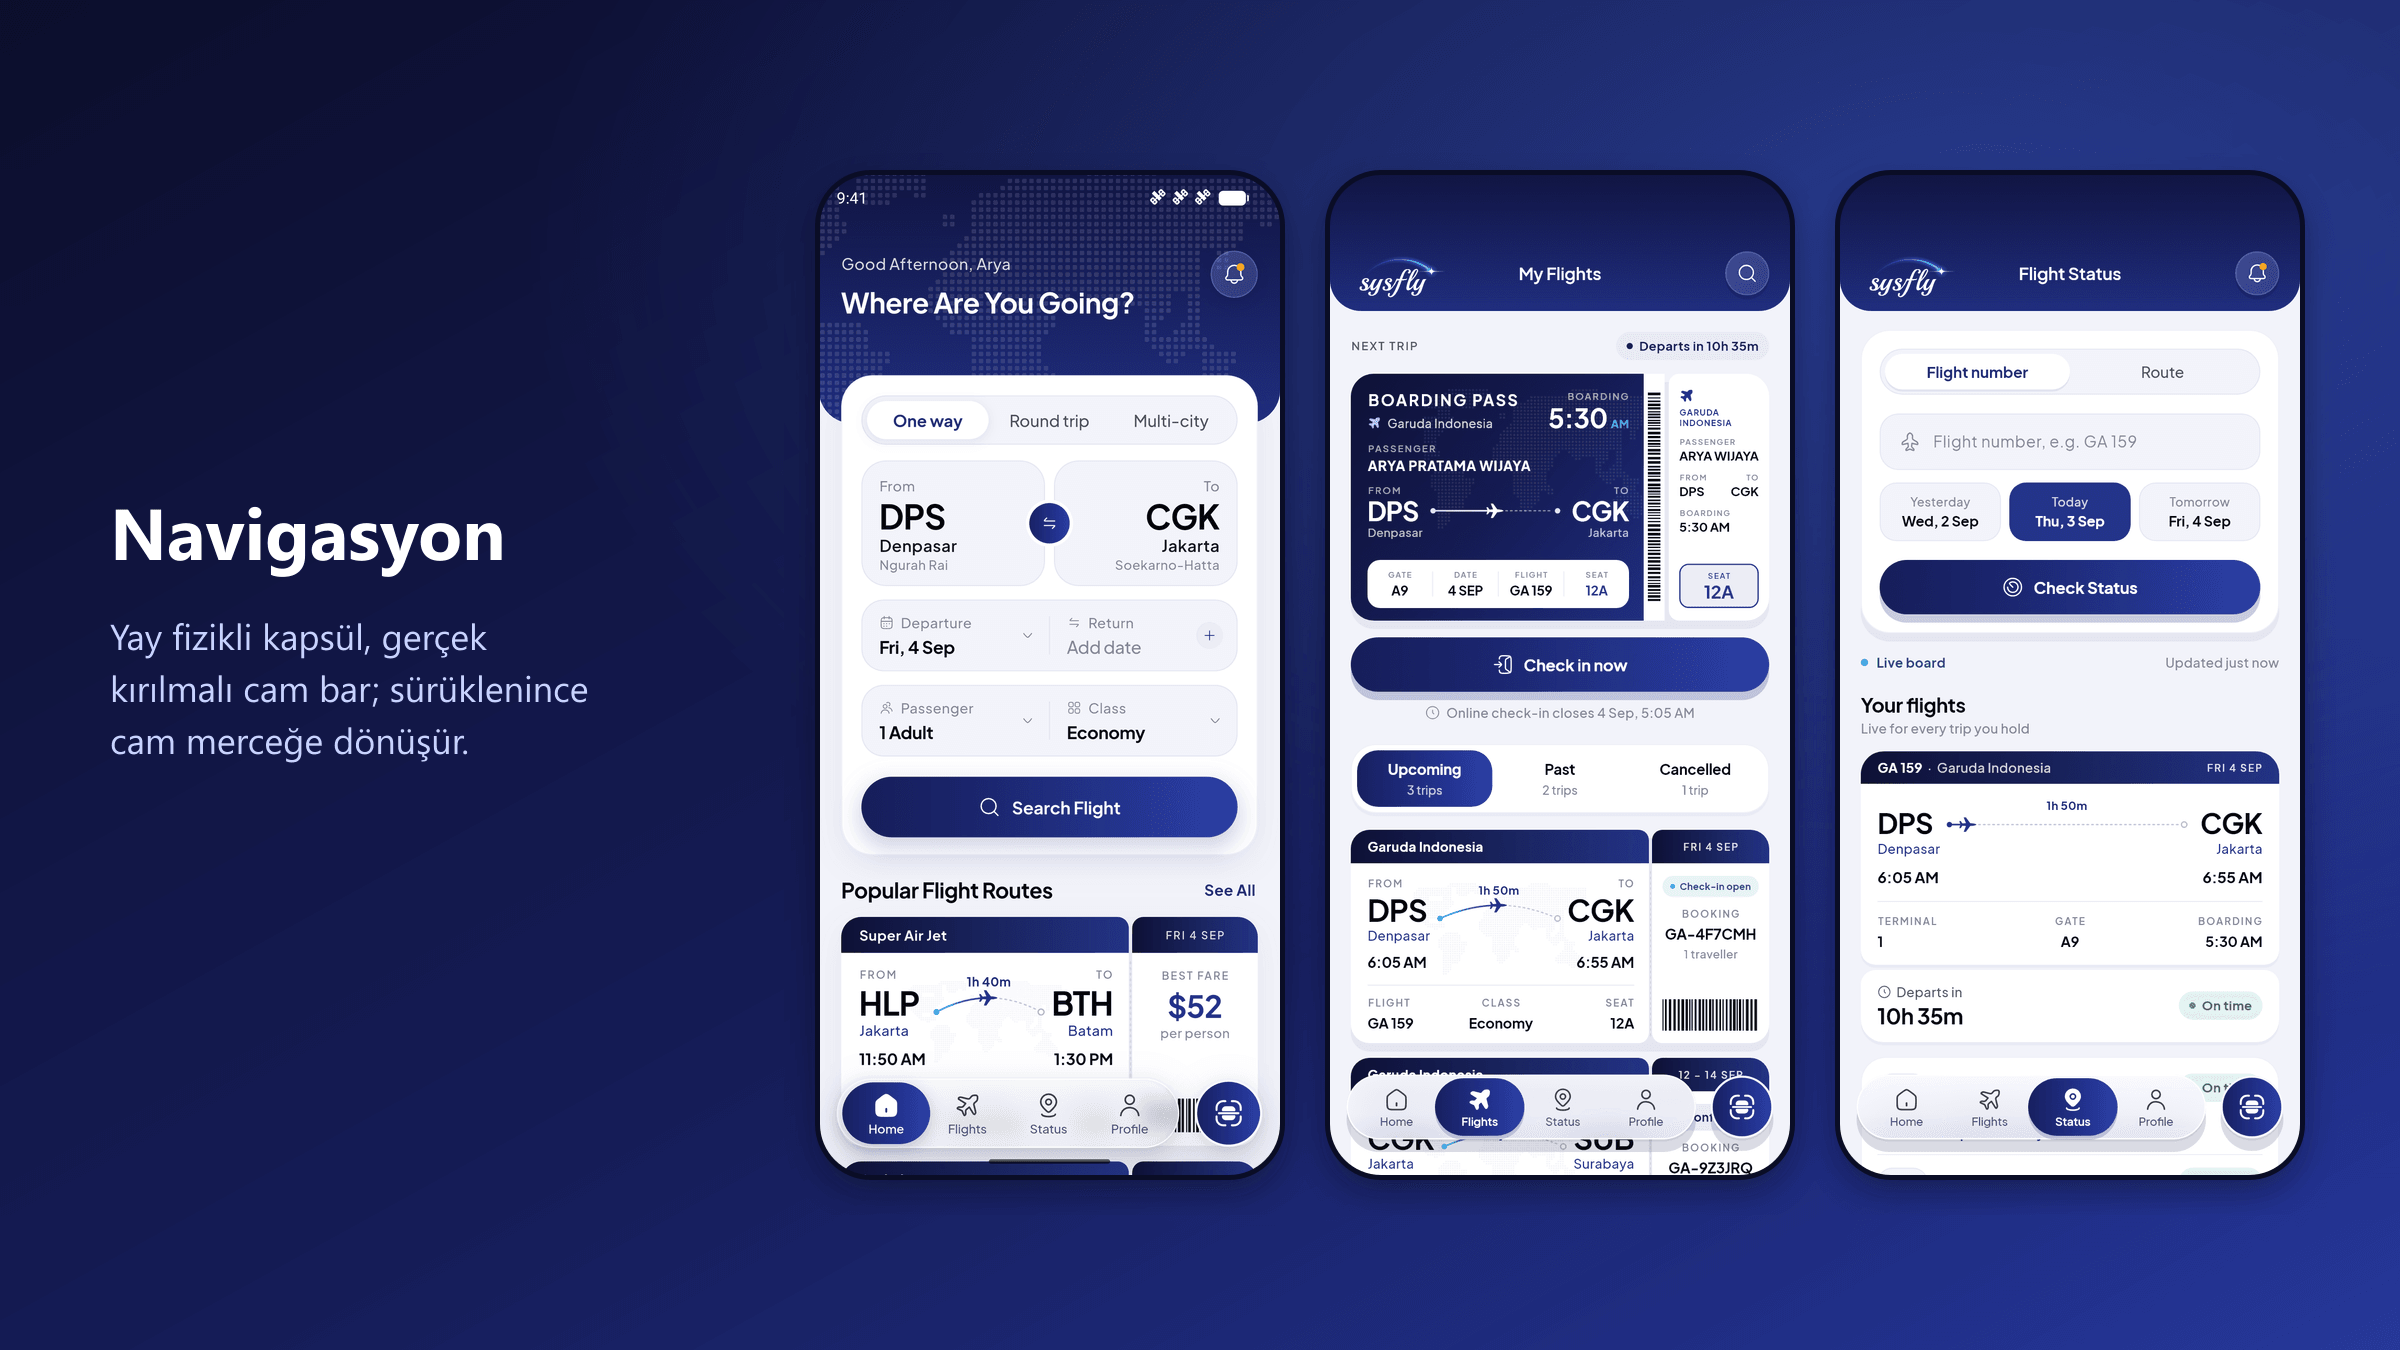 Navigasyon
Yay fizikli kapsül, gerçek
kırılmalı cam bar; sürüklenince
cam merceğe dönüşür.
9:41
Good Afternoon, Arya
Where Are You Going?
One way Round trip Multi-city
From To
DPS CGK
Denpasar Jakarta
Ngurah Rai Soekarno-Hatta
Departure Return
Fri, 4 Sep Add date
Passenger Class
1 Adult Economy
Search Flight
Popular Flight Routes See All
Super Air Jet FRI 4 SEP
FROM TO BEST FARE
1h 40m
HLP BTH $52
Jakarta Batam per person
11:50 AM 1:30 PM
Home Flights Status Profile
sysfly My Flights
NEXT TRIP Departs in 10h 35m
BOARDING PASS BOARDING
Garuda Indonesia 5:30 AM
PASSENGER
ARYA PRATAMA WIJAYA
FROM TO
DPS CGK
Denpasar Jakarta
GATE DATE FLIGHT SEAT
A9 4 SEP GA 159 12A
GARUDA
INDONESIA
PASSENGER
ARYA WIJAYA
FROM TO
DPS CGK
BOARDING
5:30 AM
SEAT
12A
Check in now
Online check-in closes 4 Sep, 5:05 AM
Upcoming Past Cancelled
3 trips 2 trips 1 trip
Garuda Indonesia FRI 4 SEP
FROM TO Check-in open
1h 50m
DPS CGK BOOKING
Denpasar Jakarta GA-4F7CMH
6:05 AM 6:55 AM 1 traveller
FLIGHT CLASS SEAT
GA 159 Economy 12A
Garuda Indonesia 12 - 14 SEP
Home Flights Status Profile
CGK SUB BOOKING
Jakarta Surabaya GA-9Z3JRQ
sysfly Flight Status
Flight number Route
Flight number, e.g. GA 159
Yesterday Today Tomorrow
Wed, 2 Sep Thu, 3 Sep Fri, 4 Sep
Check Status
Live board Updated just now
Your flights
Live for every trip you hold
GA 159 · Garuda Indonesia FRI 4 SEP
1h 50m
DPS CGK
Denpasar Jakarta
6:05 AM 6:55 AM
TERMINAL GATE BOARDING
1 A9 5:30 AM
Departs in On time
10h 35m
Home Flights Status Profile